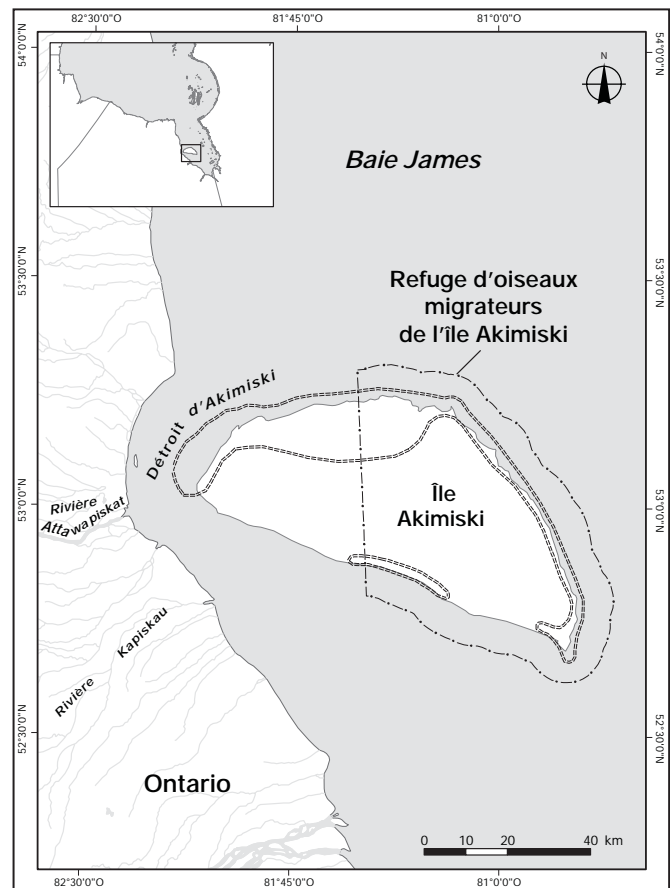 82°30'0"O
81°45'0"O
81°0'0"O
54°0'0"N
54°0'0"N
N
Baie James
53°30'0"N
53°30'0"N
Refuge d'oiseaux
migrateurs
de l'île Akimiski
Détroit d'Akimiski
Île
Akimiski
53°0'0"N
53°0'0"N
Rivière
Attawapiskat
Rivière Kapiskau
52°30'0"N
52°30'0"N
Ontario
0 10 20 40 km
82°30'0"O
81°45'0"O
81°0'0"O